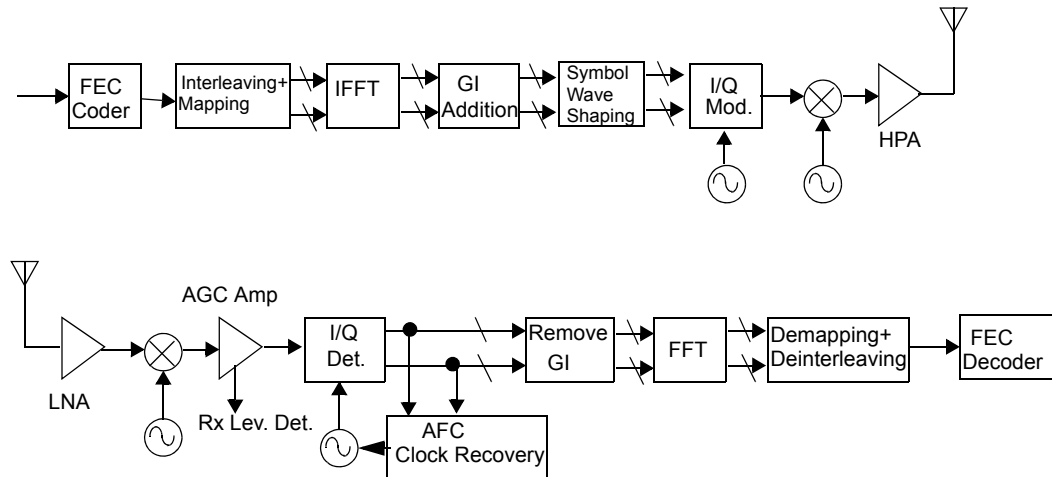 FEC
Coder
Interleaving+
Mapping
IFFT
GI
Addition
Symbol
Wave
Shaping
I/Q
Mod.
HPA
LNA
AGC Amp
Rx Lev. Det.
I/Q
Det.
AFC
Clock Recovery
Remove
GI
FFT
Demapping+
Deinterleaving
FEC
Decoder